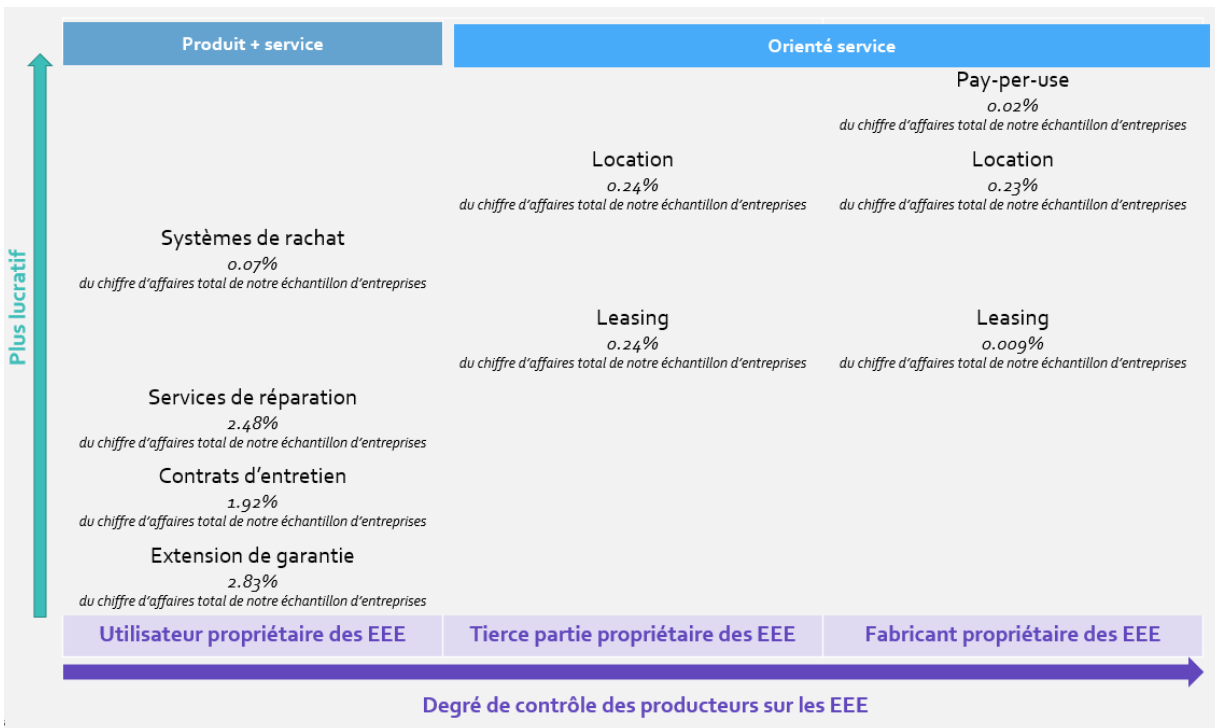 Produit + service
Orienté service
Pay-per-use
0.02%
du chiffre d'affaires total de notre échantillon d'entreprises
Location
0.24%
du chiffre d'affaires total de notre échantillon d'entreprises
Location
0.23%
du chiffre d'affaires total de notre échantillon d'entreprises
Systèmes de rachat
0.07%
du chiffre d'affaires total de notre échantillon d'entreprises
Leasing
0.24%
du chiffre d'affaires total de notre échantillon d'entreprises
Leasing
0.009%
du chiffre d'affaires total de notre échantillon d'entreprises
Services de réparation
2.48%
du chiffre d'affaires total de notre échantillon d'entreprises
Contrats d'entretien
1.92%
du chiffre d'affaires total de notre échantillon d'entreprises
Extension de garantie
2.83%
du chiffre d'affaires total de notre échantillon d'entreprises
Plus lucratif
Utilisateur propriétaire des EEE
Tierce partie propriétaire des EEE
Fabricant propriétaire des EEE
Degré de contrôle des producteurs sur les EEE